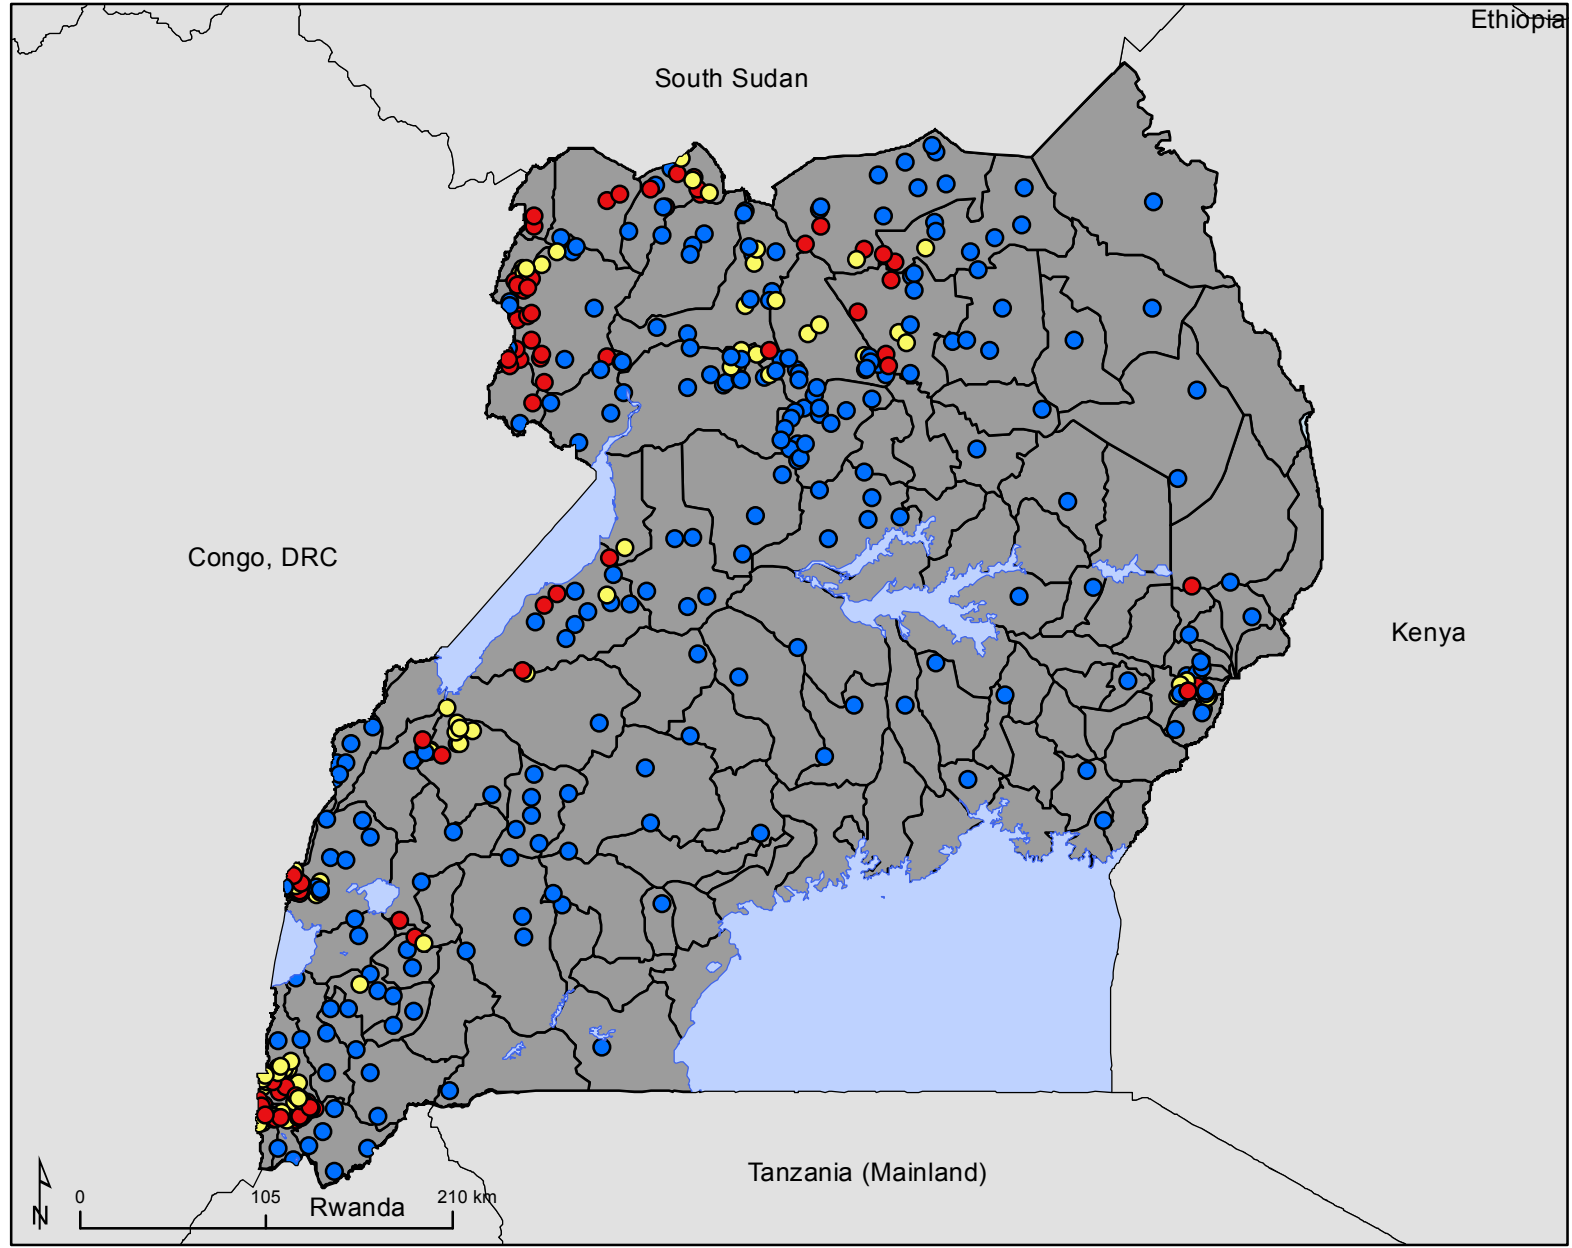 Ethiopia
South Sudan
Congo, DRC
Kenya
Tanzania (Mainland)
Rwanda
0 105 210 km
N